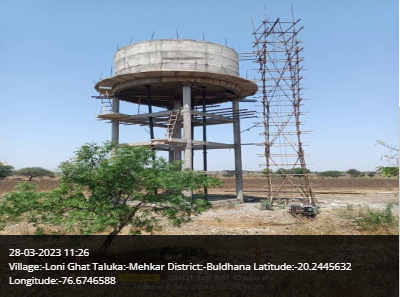 28-03-2023 11:26
Village:-Loni Ghat Taluka:-Mehkar District:-Buldhana Latitude:-20.2445632
Longitude:-76.6746588